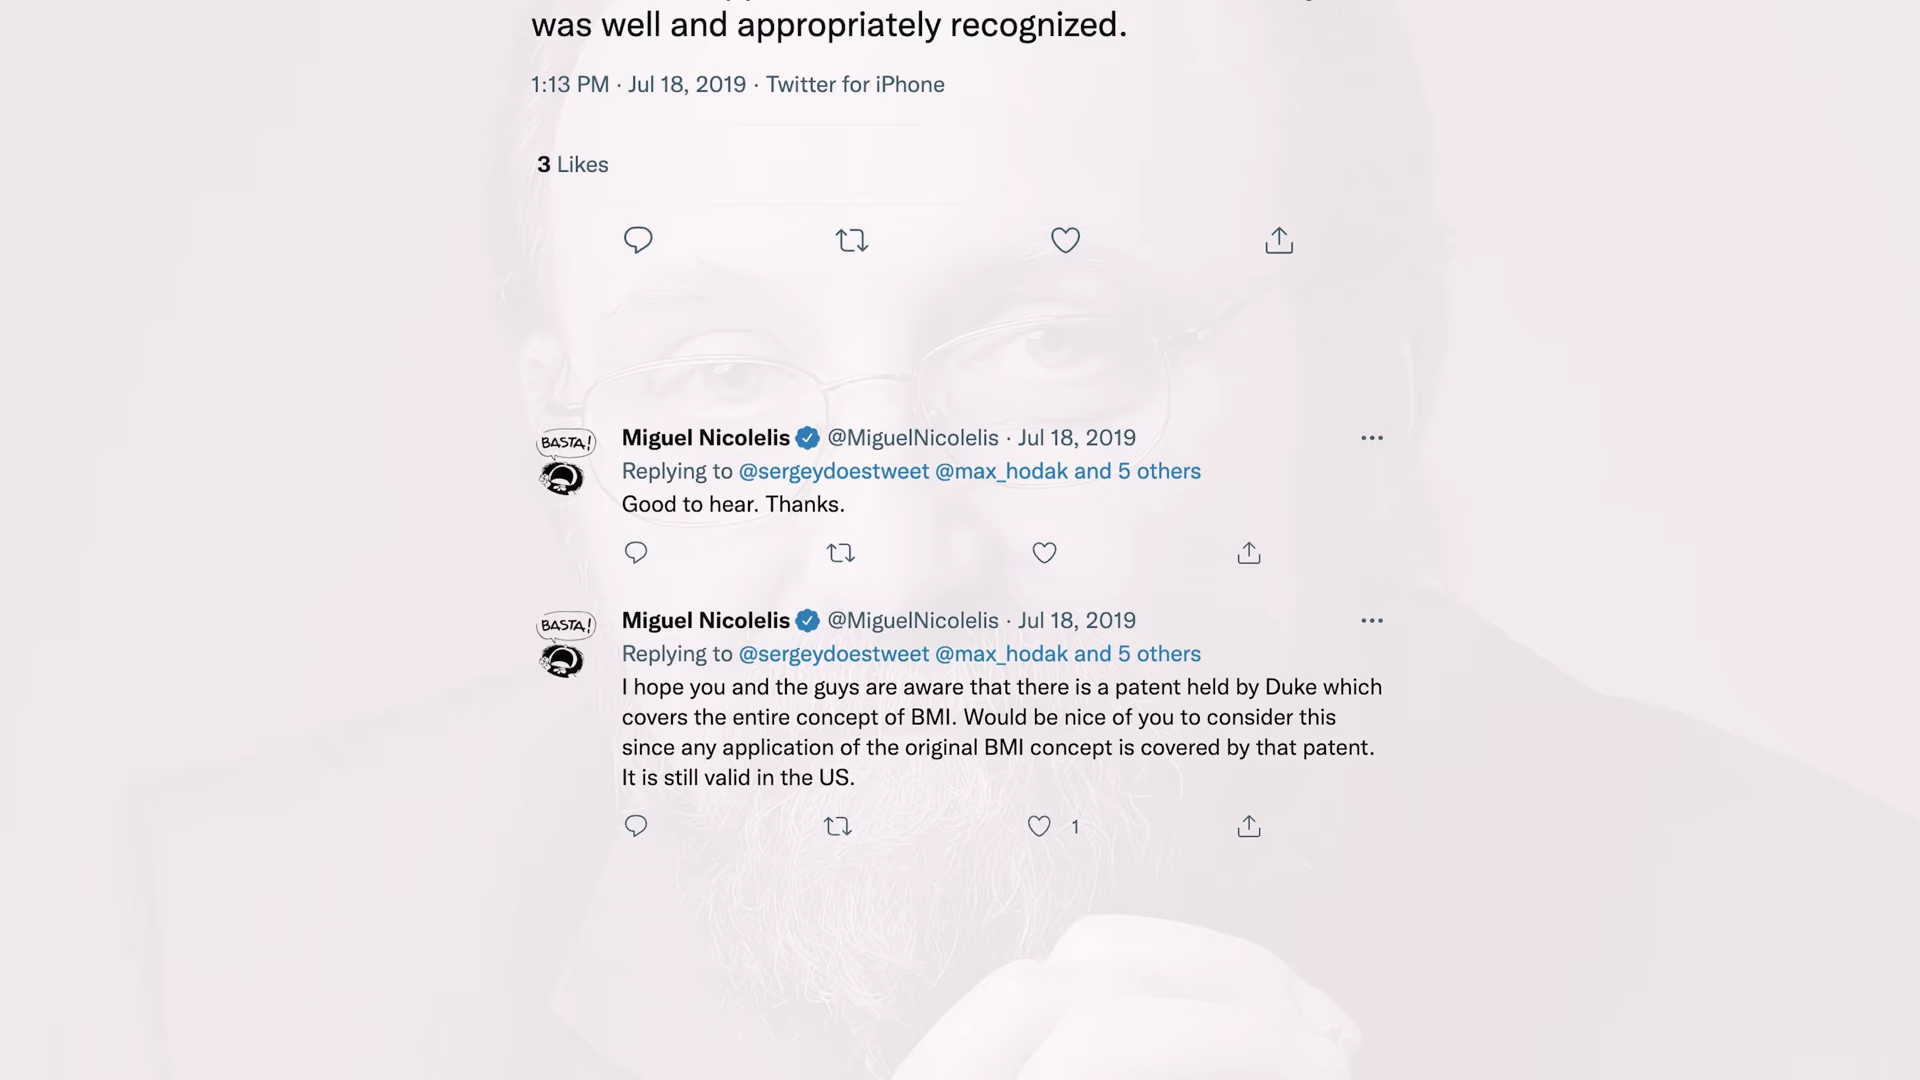 was well and appropriately recognized.
1:13 PM · Jul 18, 2019 · Twitter for iPhone
3 Likes
BASTA!
Miguel Nicolelis @MiguelNicolelis · Jul 18, 2019
Replying to @sergeydoestweet @max_hodak and 5 others
Good to hear. Thanks.
BASTA!
Miguel Nicolelis @MiguelNicolelis · Jul 18, 2019
Replying to @sergeydoestweet @max_hodak and 5 others
I hope you and the guys are aware that there is a patent held by Duke which
covers the entire concept of BMI. Would be nice of you to consider this
since any application of the original BMI concept is covered by that patent.
It is still valid in the US.
1